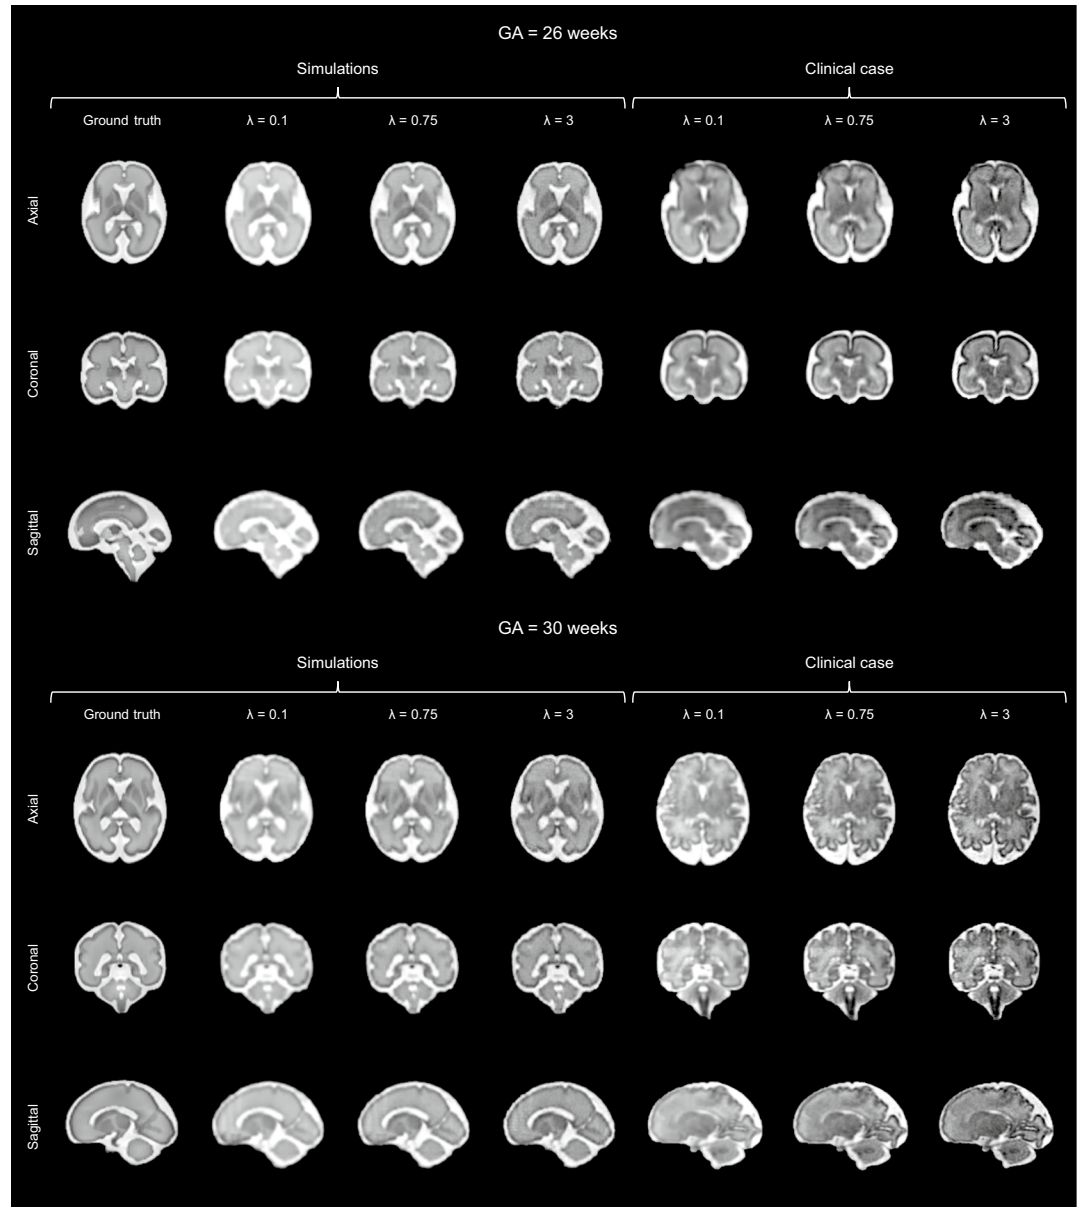 GA = 26 weeks
Simulations Clinical case
Ground truth λ = 0.1 λ = 0.75 λ = 3 λ = 0.1 λ = 0.75 λ = 3
Axial
Coronal
Sagittal
GA = 30 weeks
Simulations Clinical case
Ground truth λ = 0.1 λ = 0.75 λ = 3 λ = 0.1 λ = 0.75 λ = 3
Axial
Coronal
Sagittal